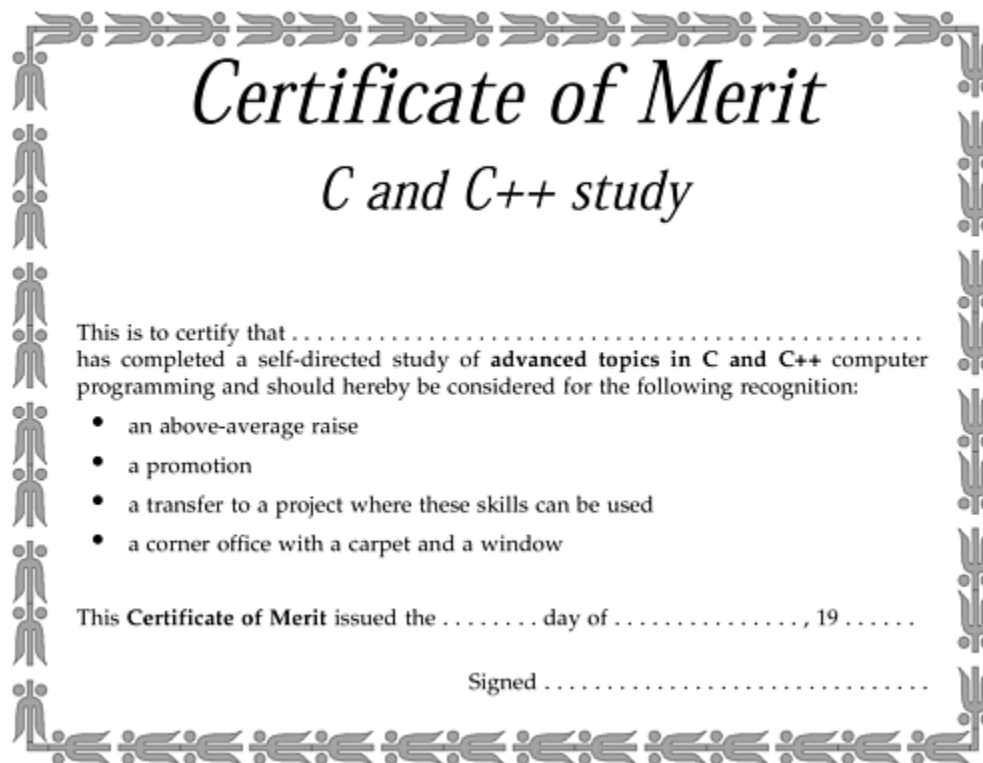 Certificate of Merit
C and C++ study
This is to certify that . . . . . . . . . . . . . . . . . . . . . . . . . . . . . . . . . . . . . . . . . . . . . . . . . .
has completed a self-directed study of advanced topics in C and C++ computer
programming and should hereby be considered for the following recognition:
• an above-average raise
• a promotion
• a transfer to a project where these skills can be used
• a corner office with a carpet and a window
This Certificate of Merit issued the . . . . . . . . day of . . . . . . . . . . . . . . . , 19 . . . . . .
Signed . . . . . . . . . . . . . . . . . . . . . . . . . . . . . . .